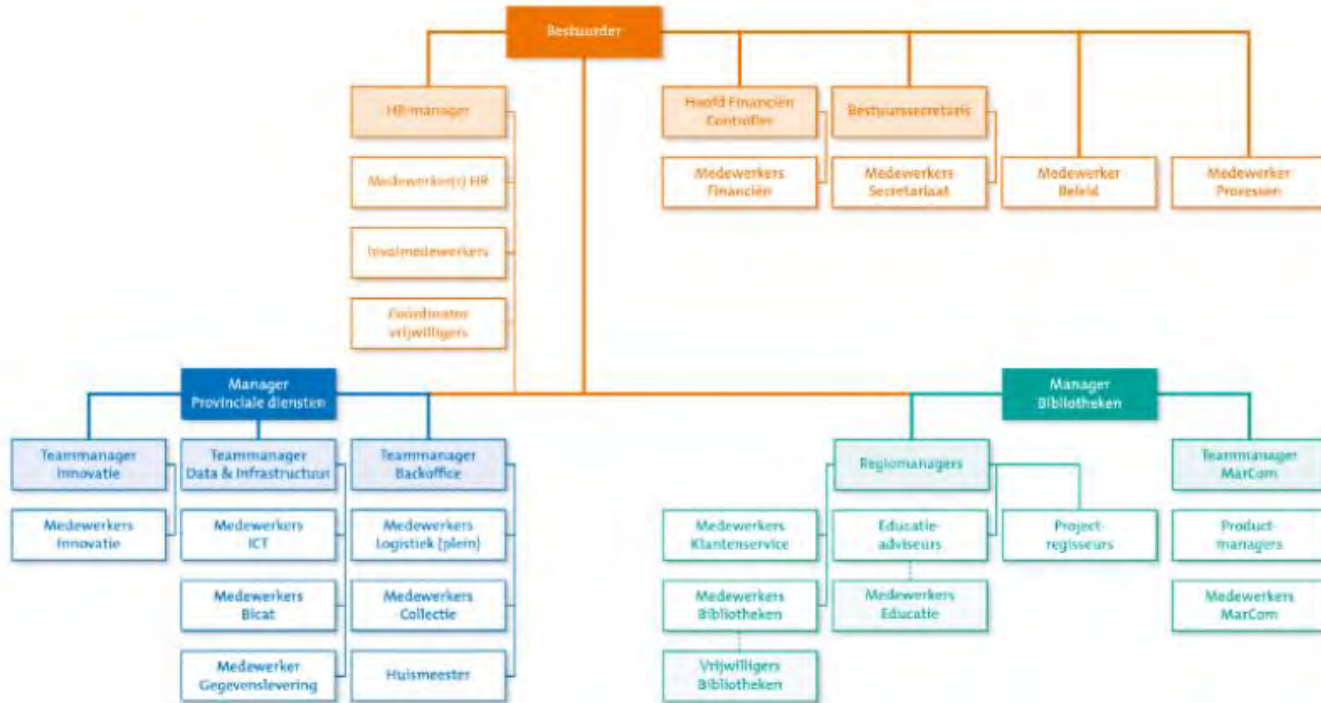 Bestuurder
HR-manager
Hoofd Financiën
Controller
Bestuurssecretaris
Medewerker(s) HR
Medewerkers
Financiën
Medewerkers
Secretariaat
Medewerker
Beleid
Medewerker
Processen
Invalmedewerkers
Coördinator
vrijwilligers
Manager
Provinciale diensten
Manager
Bibliotheken
Teammanager
Innovatie
Teammanager
Data & Infrastructuur
Teammanager
Backoffice
Regiomanagers
Teammanager
MarCom
Medewerkers
Innovatie
Medewerkers
ICT
Medewerkers
Logistiek (plein)
Medewerkers
Klantenservice
Educatie-
adviseurs
Project-
regisseurs
Product-
managers
Medewerkers
Bicat
Medewerkers
Collectie
Medewerkers
Bibliotheken
Medewerkers
Educatie
Medewerkers
MarCom
Medewerker
Gegevenslevering
Huismeester
Vrijwilligers
Bibliotheken